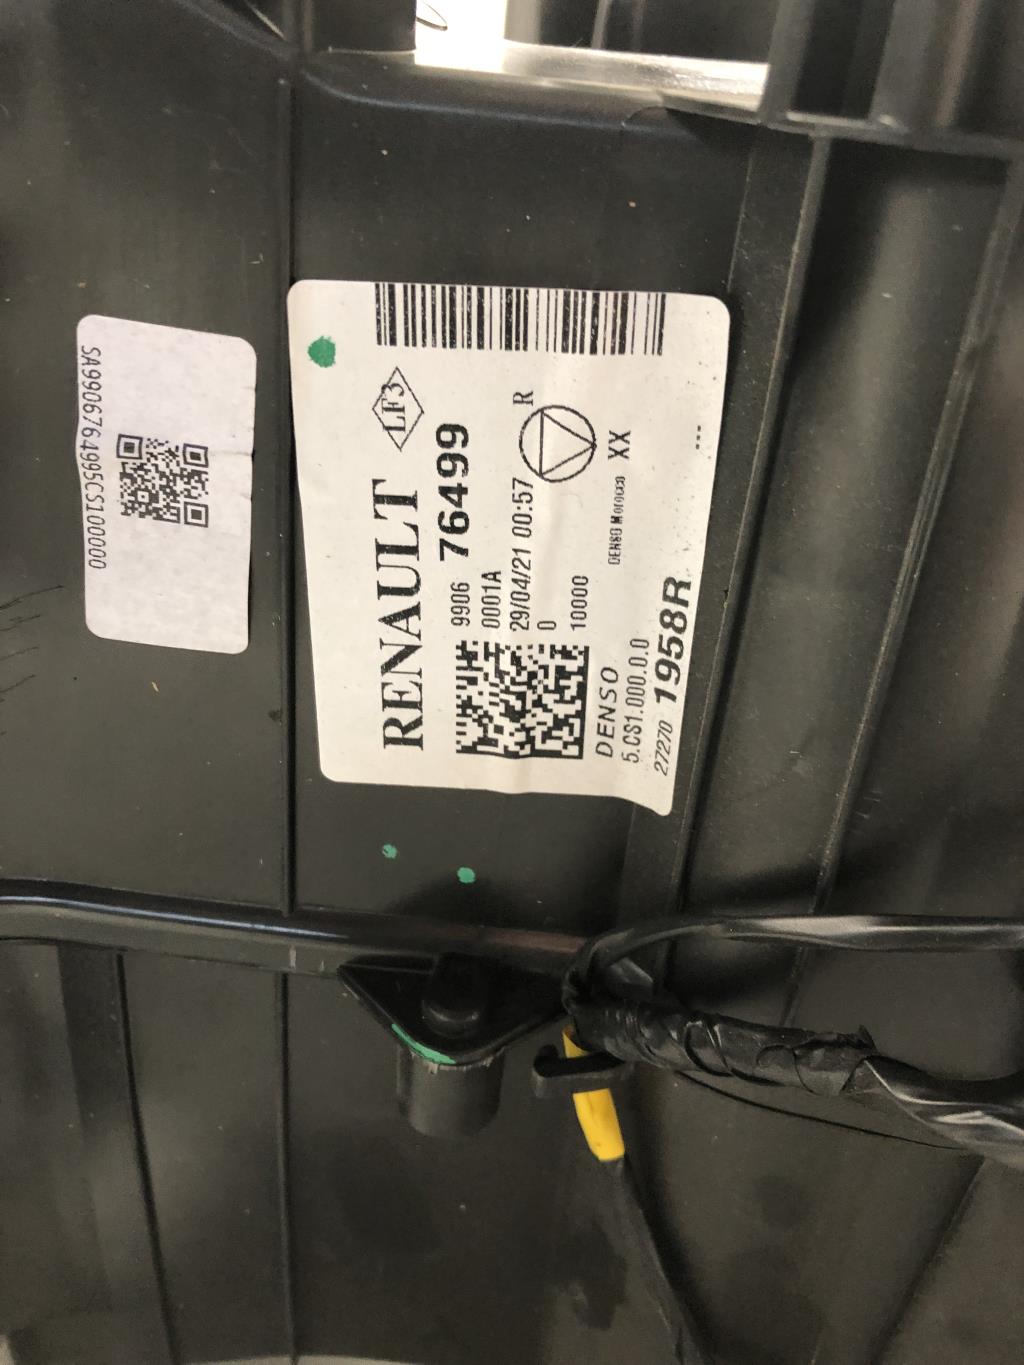 SA9906764995CS100000
RENAULT
LF3
9906 76499
0001A
29/04/21 00:57
R
0
10000
DENSO Morocco XX
DENSO
5.CS1.000.0.0
27270 1958R
...